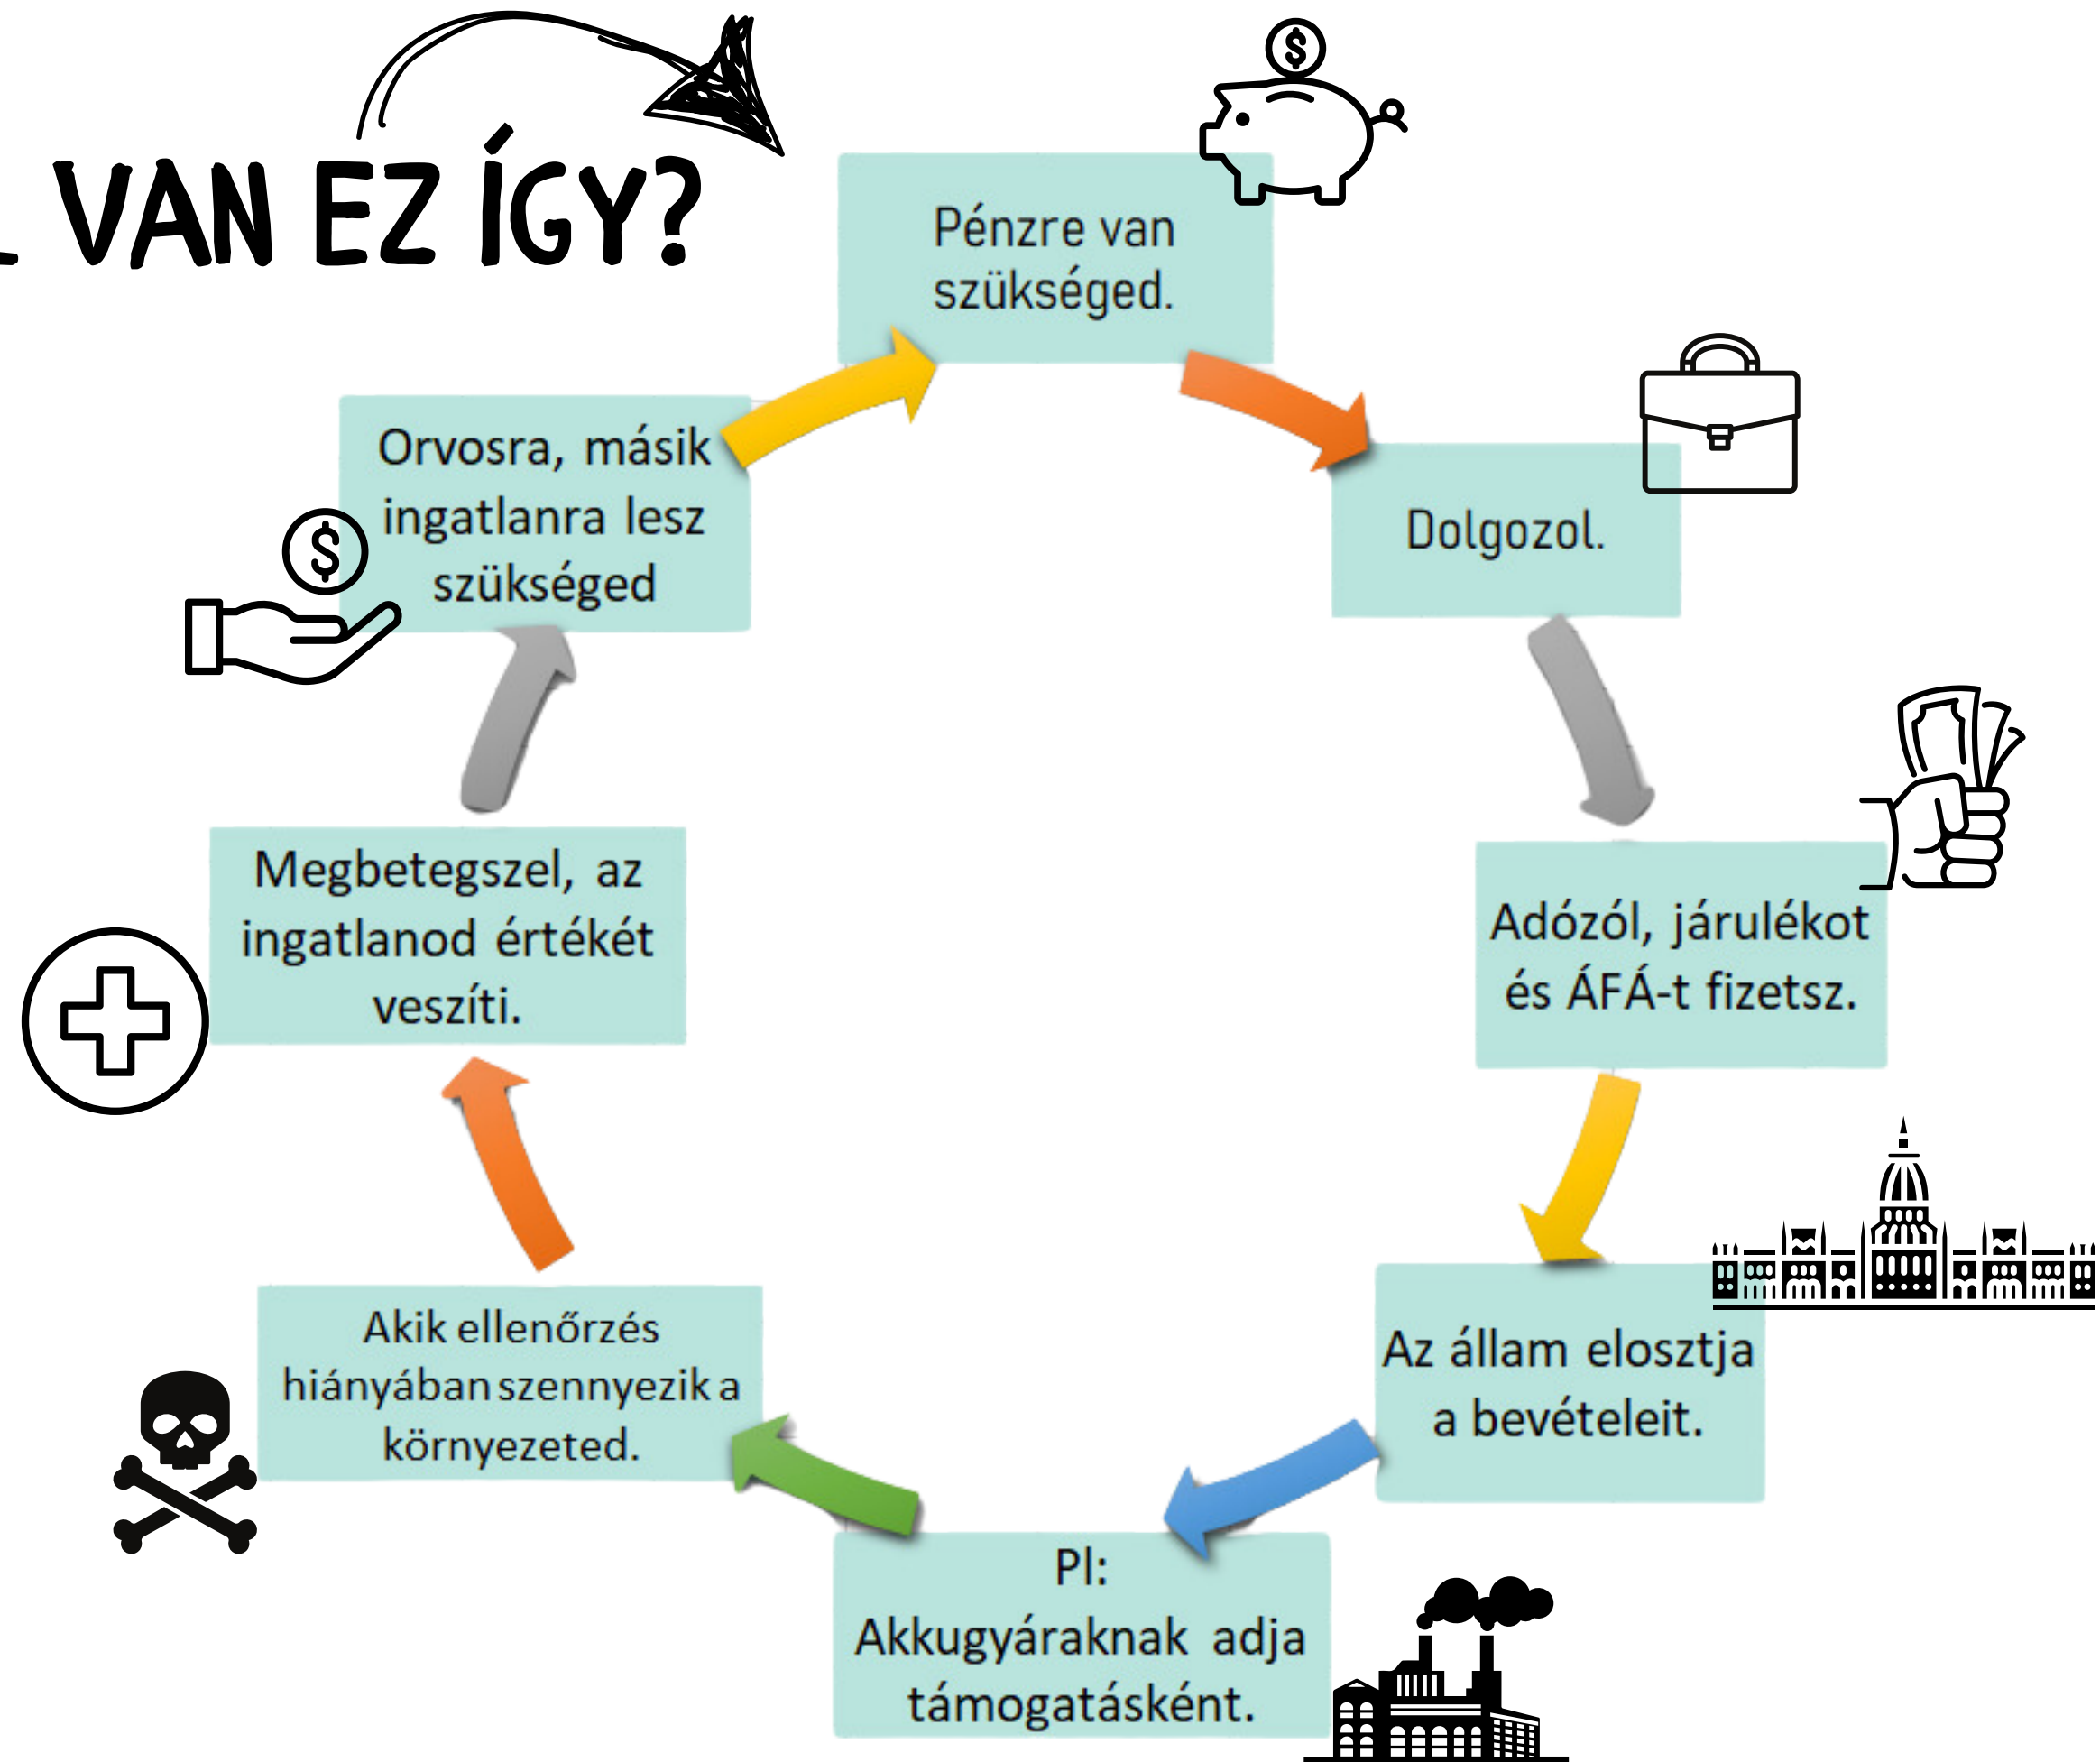 VAN EZ ÍGY?
Pénzre van
szükséged.
Dolgozol.
Adózól, járulékot
és ÁFÁ-t fizetsz.
Az állam elosztja
a bevételeit.
Pl:
Akkugyáraknak adja
támogatásként.
Akik ellenőrzés
hiányában szennyezik a
környezeted.
Megbetegszel, az
ingatlanod értékét
veszíti.
Orvosra, másik
ingatlanra lesz
szükséged